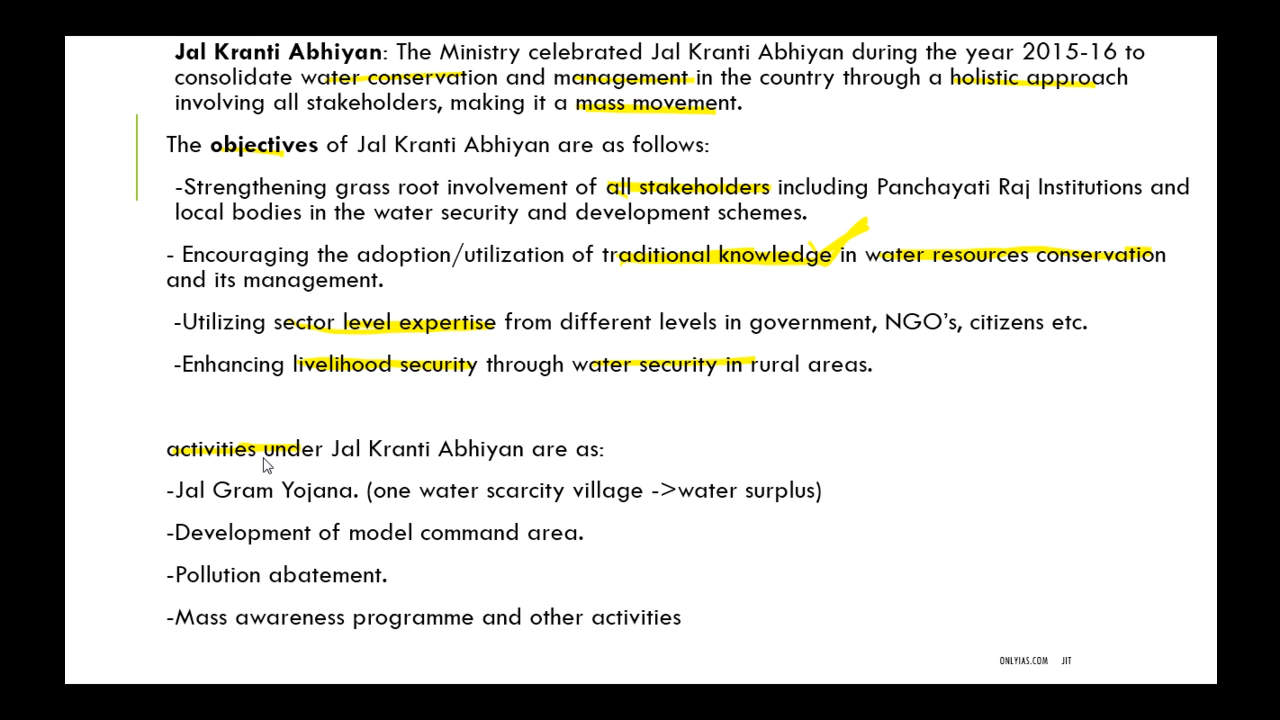 Jal Kranti Abhiyan: The Ministry celebrated Jal Kranti Abhiyan during the year 2015-16 to
consolidate water conservation and management in the country through a holistic approach
involving all stakeholders, making it a mass movement.
The objectives of Jal Kranti Abhiyan are as follows:
-Strengthening grass root involvement of all stakeholders including Panchayati Raj Institutions and
local bodies in the water security and development schemes.
- Encouraging the adoption/utilization of traditional knowledge in water resources conservation
and its management.
-Utilizing sector level expertise from different levels in government, NGO's, citizens etc.
-Enhancing livelihood security through water security in rural areas.
activities under Jal Kranti Abhiyan are as:
-Jal Gram Yojana. (one water scarcity village ->water surplus)
-Development of model command area.
-Pollution abatement.
-Mass awareness programme and other activities
ONLYIAS.COM JIT